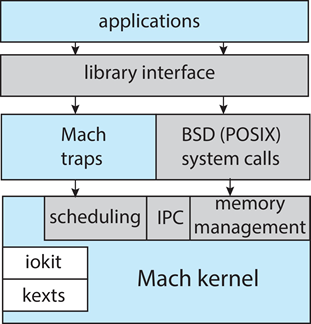 applications
library interface
Mach
traps
BSD (POSIX)
system calls
scheduling
IPC
memory
management
iokit
kexts
Mach kernel